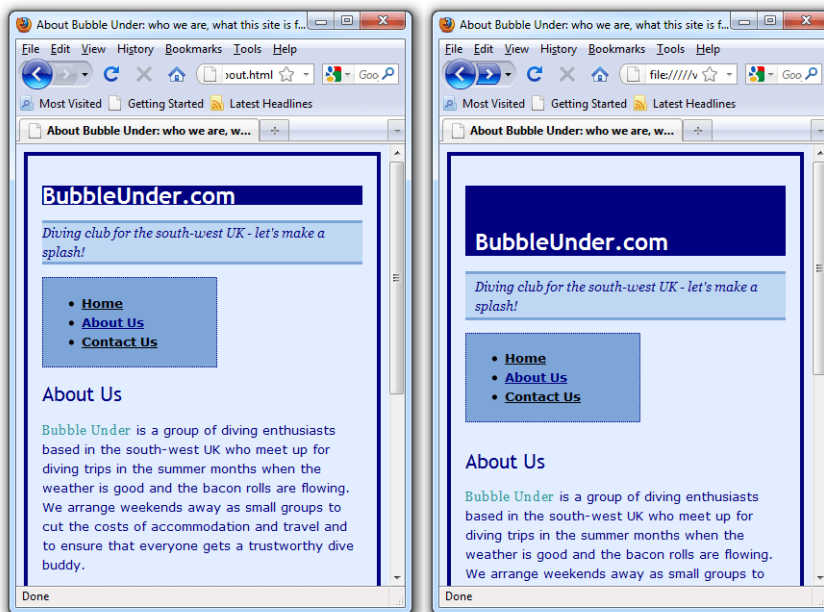 About Bubble Under: who we are, what this site is f...
File Edit View History Bookmarks Tools Help
out.html Goo
Most Visited Getting Started Latest Headlines
About Bubble Under: who we are, w...
BubbleUnder.com
Diving club for the south-west UK - let's make a
splash!
Home
About Us
Contact Us
About Us
Bubble Under is a group of diving enthusiasts
based in the south-west UK who meet up for
diving trips in the summer months when the
weather is good and the bacon rolls are flowing.
We arrange weekends away as small groups to
cut the costs of accommodation and travel and
to ensure that everyone gets a trustworthy dive
buddy.
Done
About Bubble Under: who we are, what this site is f...
File Edit View History Bookmarks Tools Help
file://///v Goo
Most Visited Getting Started Latest Headlines
About Bubble Under: who we are, w...
BubbleUnder.com
Diving club for the south-west UK - let's make a
splash!
Home
About Us
Contact Us
About Us
Bubble Under is a group of diving enthusiasts
based in the south-west UK who meet up for
diving trips in the summer months when the
weather is good and the bacon rolls are flowing.
We arrange weekends away as small groups to
Done